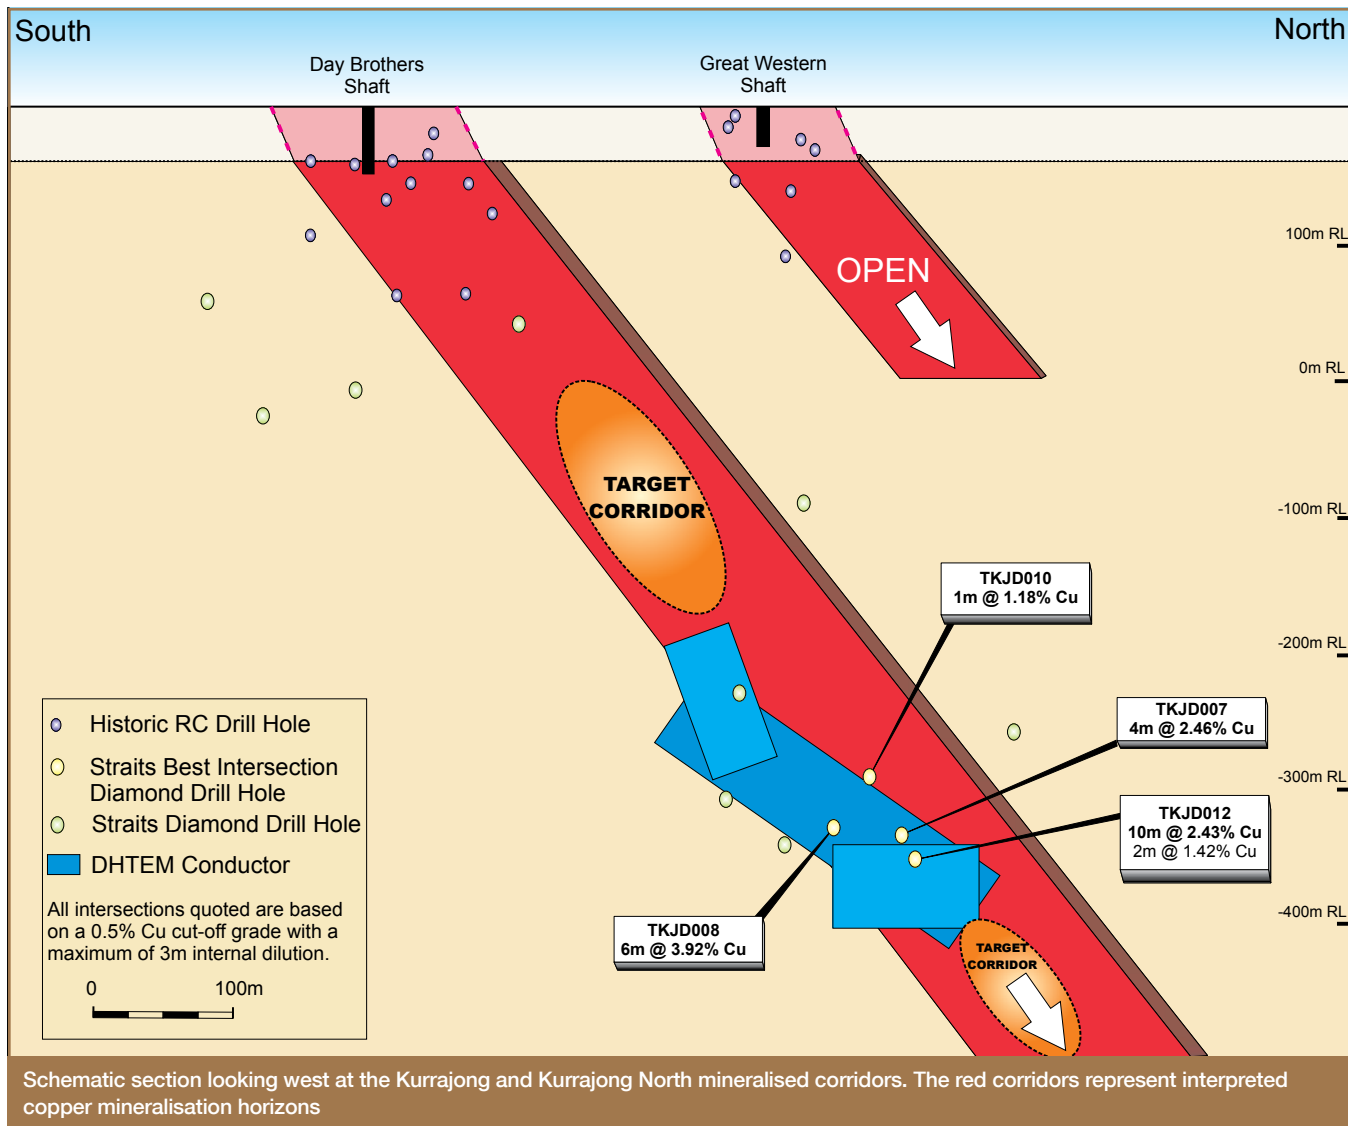 South
North
Day Brothers
Shaft
Great Western
Shaft
100m RL
OPEN
0m RL
TARGET
CORRIDOR
-100m RL
TKJD010
1m @ 1.18% Cu
-200m RL
TKJD007
4m @ 2.46% Cu
-300m RL
TKJD012
10m @ 2.43% Cu
2m @ 1.42% Cu
-400m RL
TKJD008
6m @ 3.92% Cu
TARGET
CORRIDOR
Historic RC Drill Hole
Straits Best Intersection
Diamond Drill Hole
Straits Diamond Drill Hole
DHTEM Conductor
All intersections quoted are based
on a 0.5% Cu cut-off grade with a
maximum of 3m internal dilution.
0 100m
Schematic section looking west at the Kurrajong and Kurrajong North mineralised corridors. The red corridors represent interpreted
copper mineralisation horizons